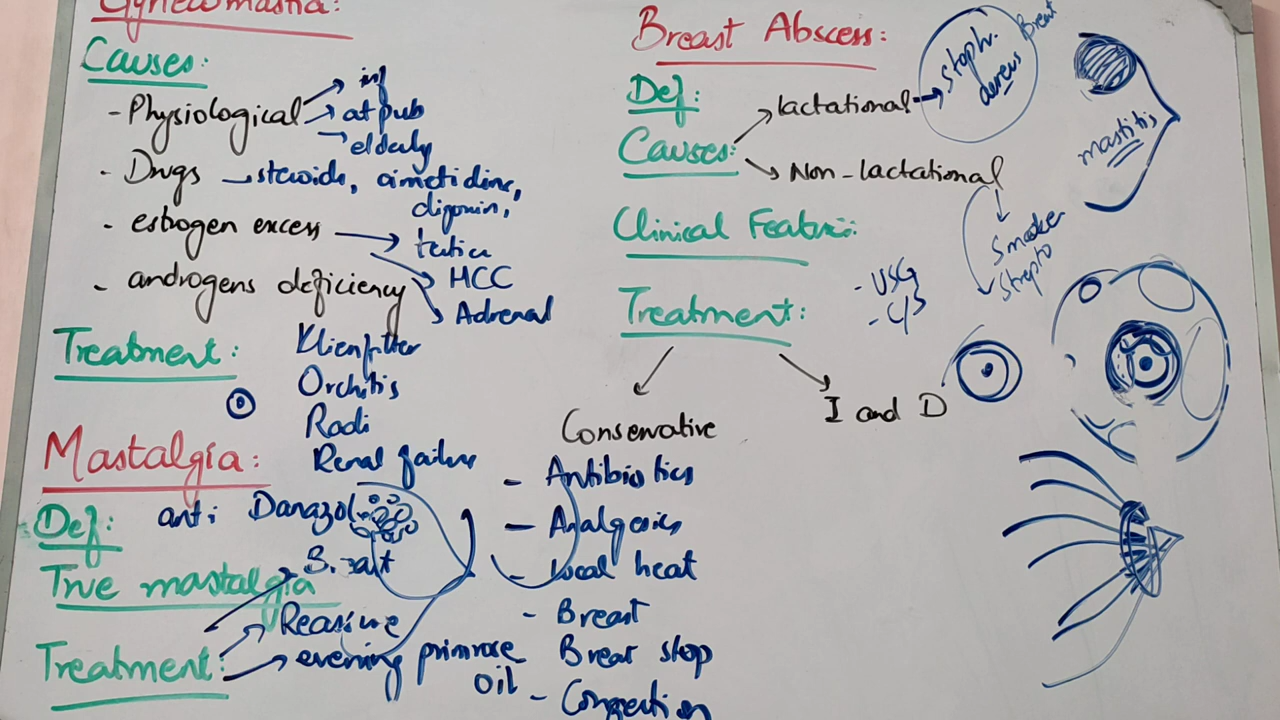 Gynecomastia:
Causes:
- Physiological → inf
→ at pub
→ elderly
- Drugs → steroids, cimetidine,
digoxin,
- estrogen excess →
HCC
Adrenal
- androgens deficiency
Klienfilter
Orchitis
Radi
Renal failure
Treatment:
Mastalgia:
Def:
anti Danazol
True mastalgia
Treatment:
Reassure
evening primrose
oil
Breast Abscess:
Def:
Causes:
→ lactational → Staph.
aureus
Breast
→ Non-lactational
Smoker
Strepto
mastitis
Clinical Features:
- USG
- C/S
Treatment:
Conservative
I and D
- Antibiotics
- Analgesics
- Local heat
- Breast
Breast stop
- Congestion